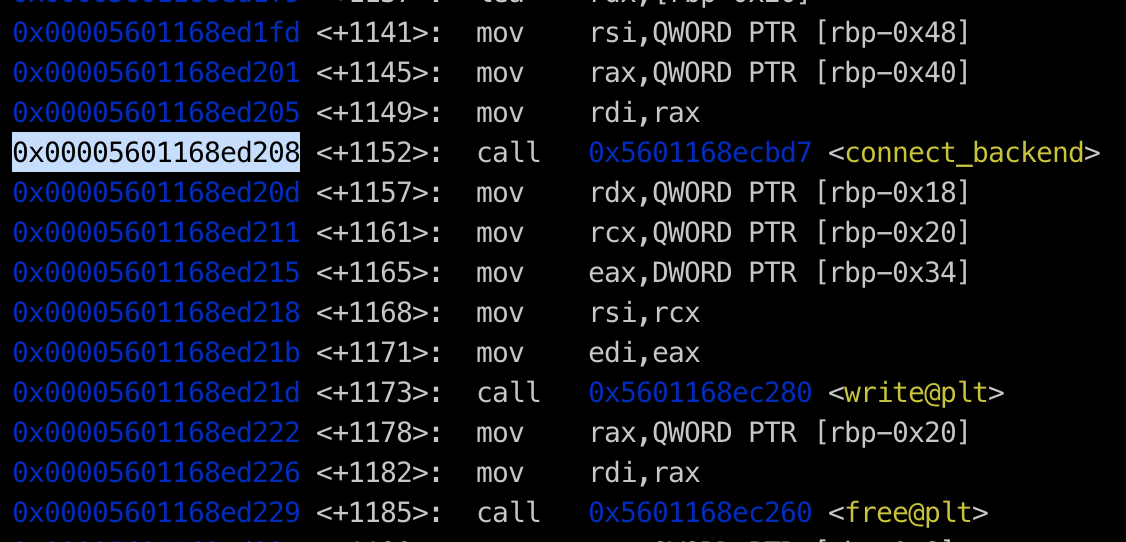 0x00005601168ed1fd <+1141>: mov rsi,QWORD PTR [rbp-0x48]
0x00005601168ed201 <+1145>: mov rax,QWORD PTR [rbp-0x40]
0x00005601168ed205 <+1149>: mov rdi,rax
0x00005601168ed208 <+1152>: call 0x5601168ecbd7 <connect_backend>
0x00005601168ed20d <+1157>: mov rdx,QWORD PTR [rbp-0x18]
0x00005601168ed211 <+1161>: mov rcx,QWORD PTR [rbp-0x20]
0x00005601168ed215 <+1165>: mov eax,DWORD PTR [rbp-0x34]
0x00005601168ed218 <+1168>: mov rsi,rcx
0x00005601168ed21b <+1171>: mov edi,eax
0x00005601168ed21d <+1173>: call 0x5601168ec280 <write@plt>
0x00005601168ed222 <+1178>: mov rax,QWORD PTR [rbp-0x20]
0x00005601168ed226 <+1182>: mov rdi,rax
0x00005601168ed229 <+1185>: call 0x5601168ec260 <free@plt>